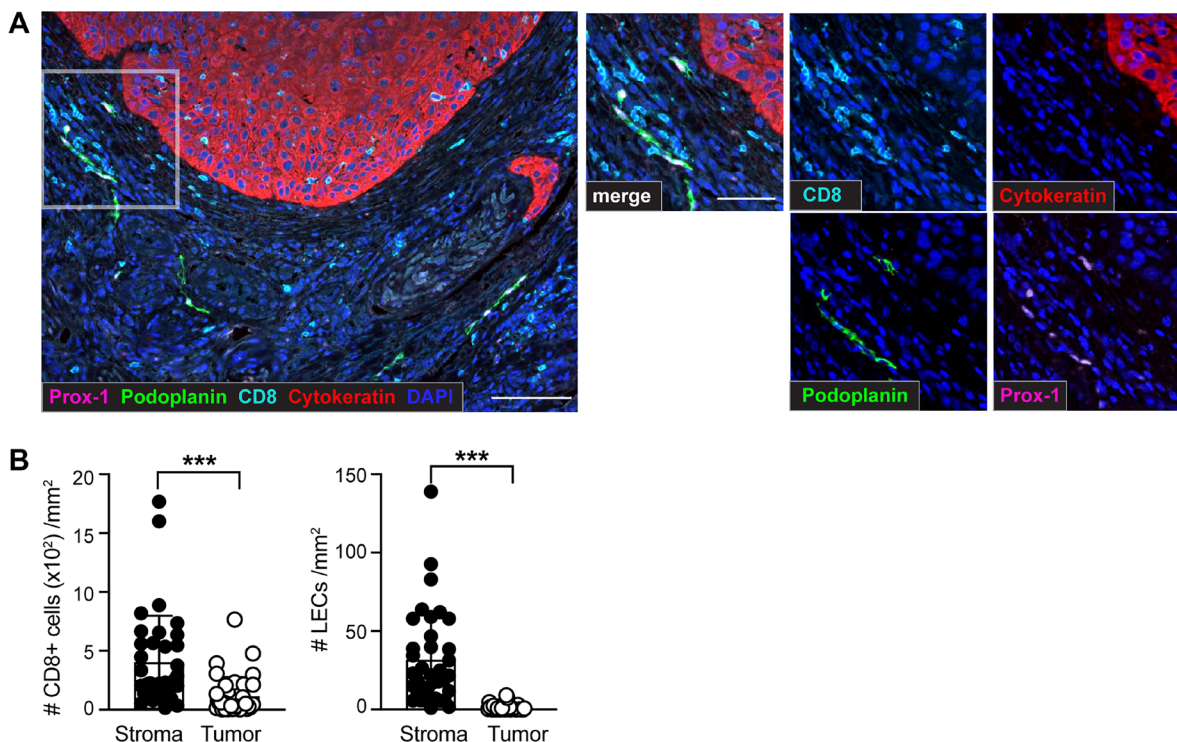 A
Prox-1 Podoplanin CD8 Cytokeratin DAPI
merge
CD8
Cytokeratin
Podoplanin
Prox-1
B
# CD8+ cells (x10²) /mm²
20
15
10
5
0
***
Stroma Tumor
# LECs /mm²
150
100
50
0
***
Stroma Tumor